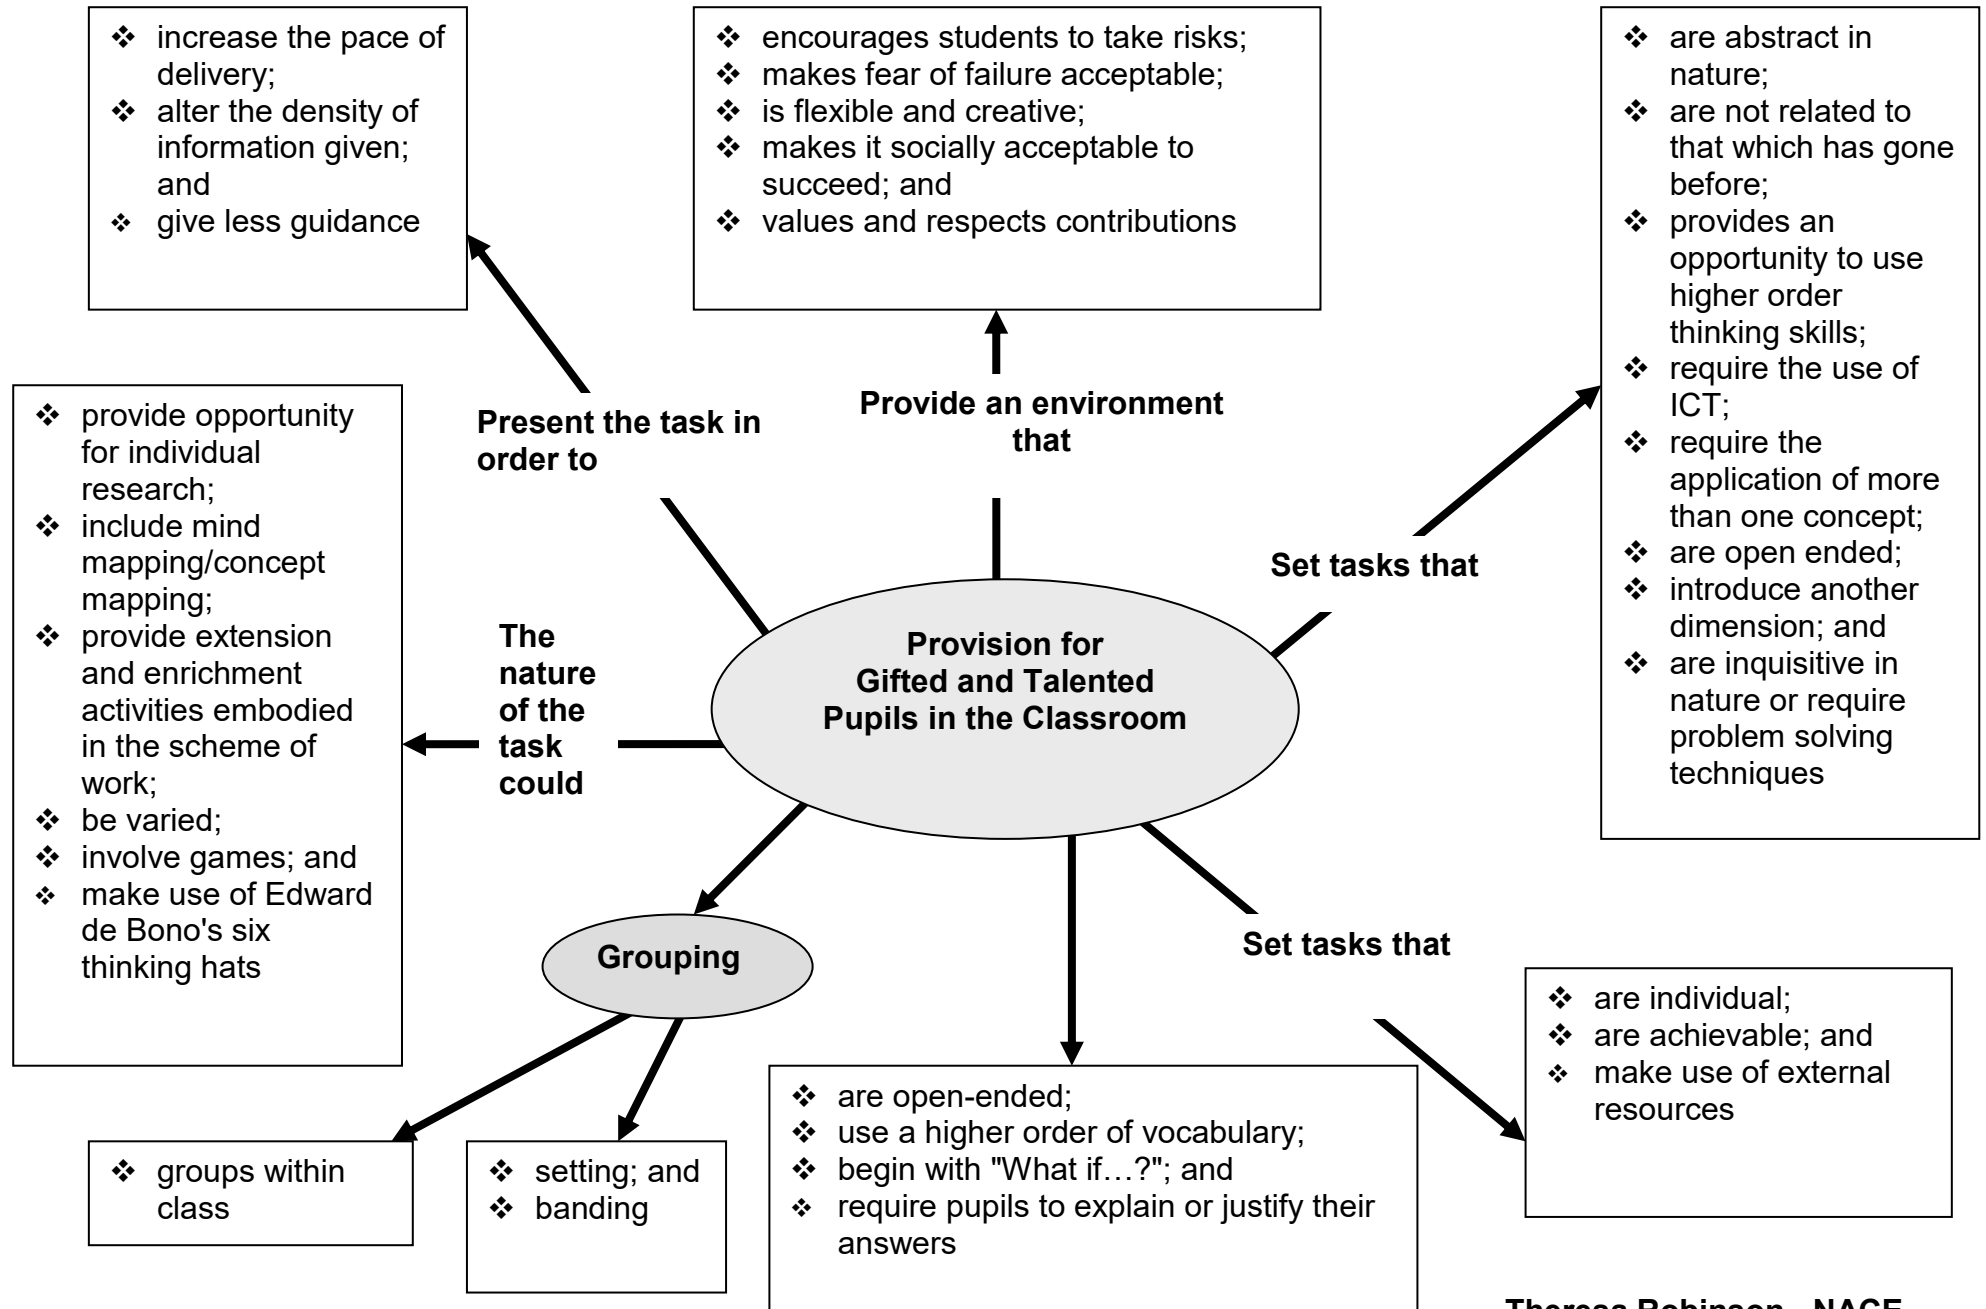 ❖ increase the pace of
delivery;
❖ alter the density of
information given;
and
❖ give less guidance
❖ encourages students to take risks;
❖ makes fear of failure acceptable;
❖ is flexible and creative;
❖ makes it socially acceptable to
succeed; and
❖ values and respects contributions
❖ are abstract in
nature;
❖ are not related to
that which has gone
before;
❖ provides an
opportunity to use
higher order
thinking skills;
❖ require the use of
ICT;
❖ require the
application of more
than one concept;
❖ are open ended;
❖ introduce another
dimension; and
❖ are inquisitive in
nature or require
problem solving
techniques
Present the task in
order to
Provide an environment
that
Set tasks that
❖ provide opportunity
for individual
research;
❖ include mind
mapping/concept
mapping;
❖ provide extension
and enrichment
activities embodied
in the scheme of
work;
❖ be varied;
❖ involve games; and
❖ make use of Edward
de Bono's six
thinking hats
The
nature
of the
task
could
Provision for
Gifted and Talented
Pupils in the Classroom
Grouping
Set tasks that
❖ are individual;
❖ are achievable; and
❖ make use of external
resources
❖ groups within
class
❖ setting; and
❖ banding
❖ are open-ended;
❖ use a higher order of vocabulary;
❖ begin with "What if…?"; and
❖ require pupils to explain or justify their
answers
Theresa Robinson - NACE